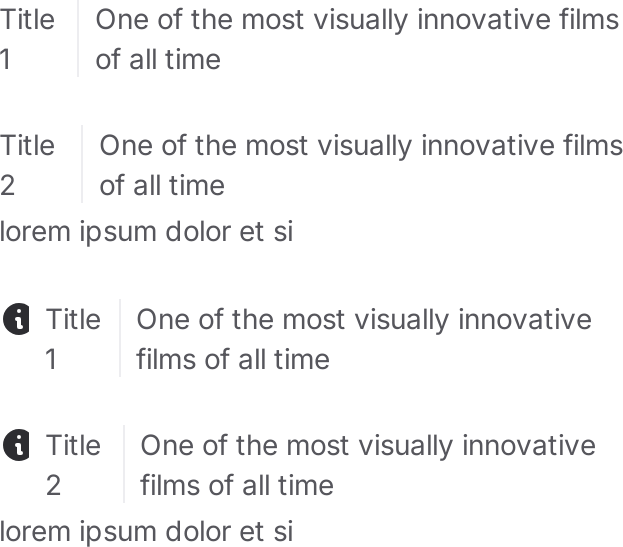 Title One of the most visually innovative films
1 of all time
Title One of the most visually innovative films
2 of all time
lorem ipsum dolor et si
Title One of the most visually innovative
1 films of all time
Title One of the most visually innovative
2 films of all time
lorem ipsum dolor et si